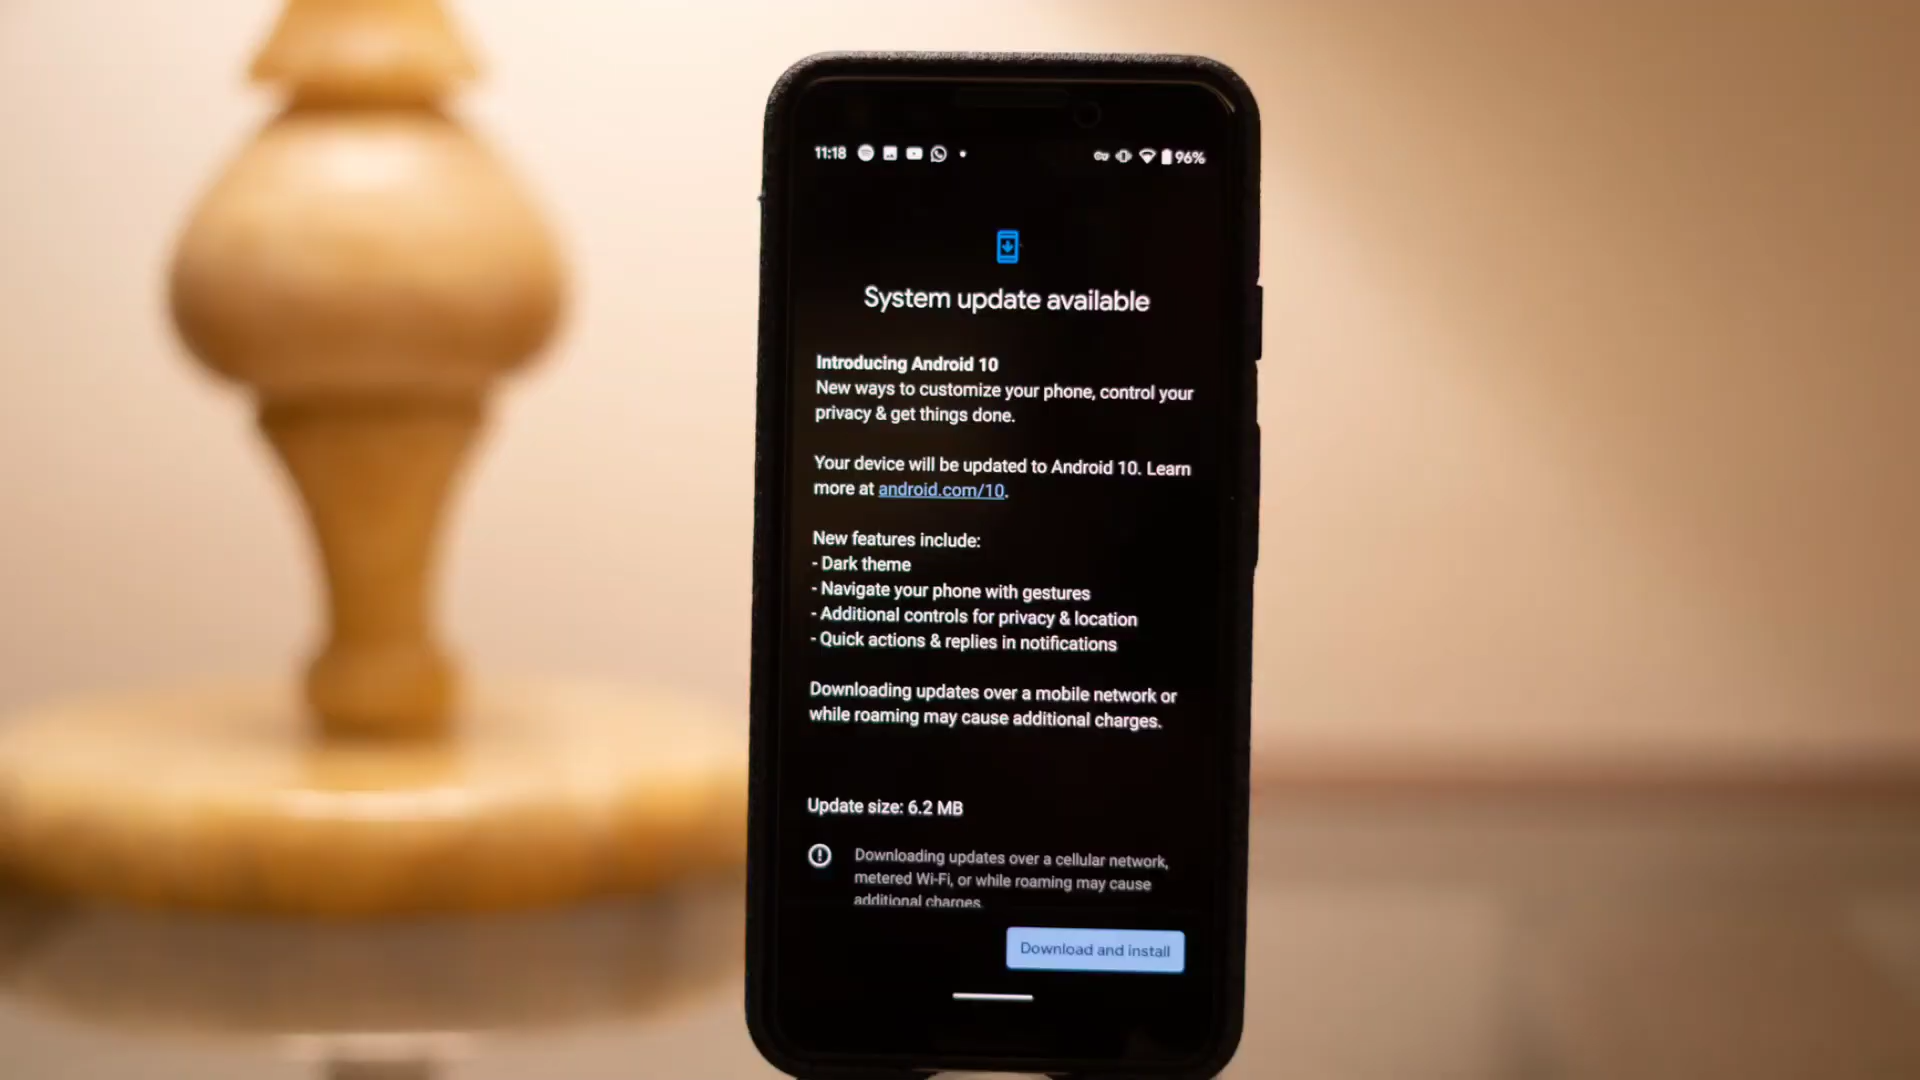 11:18 96%
System update available
Introducing Android 10
New ways to customize your phone, control your
privacy & get things done.
Your device will be updated to Android 10. Learn
more at android.com/10.
New features include:
- Dark theme
- Navigate your phone with gestures
- Additional controls for privacy & location
- Quick actions & replies in notifications
Downloading updates over a mobile network or
while roaming may cause additional charges.
Update size: 6.2 MB
Downloading updates over a cellular network,
metered Wi-Fi, or while roaming may cause
additional charges.
Download and install